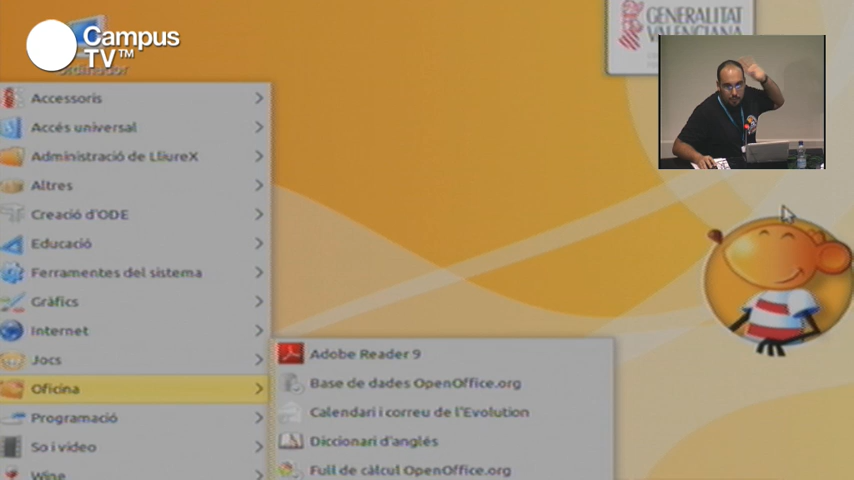 Campus
TV™
ordinador
GENERALITAT
VALENCIANA
Accessoris
Accés universal
Administració de LliureX
Altres
Creació d'ODE
Educació
Ferramentes del sistema
Gràfics
Internet
Jocs
Oficina
Programació
So i vídeo
Wine
Adobe Reader 9
Base de dades OpenOffice.org
Calendari i correu de l'Evolution
Diccionari d'anglés
Full de càlcul OpenOffice.org